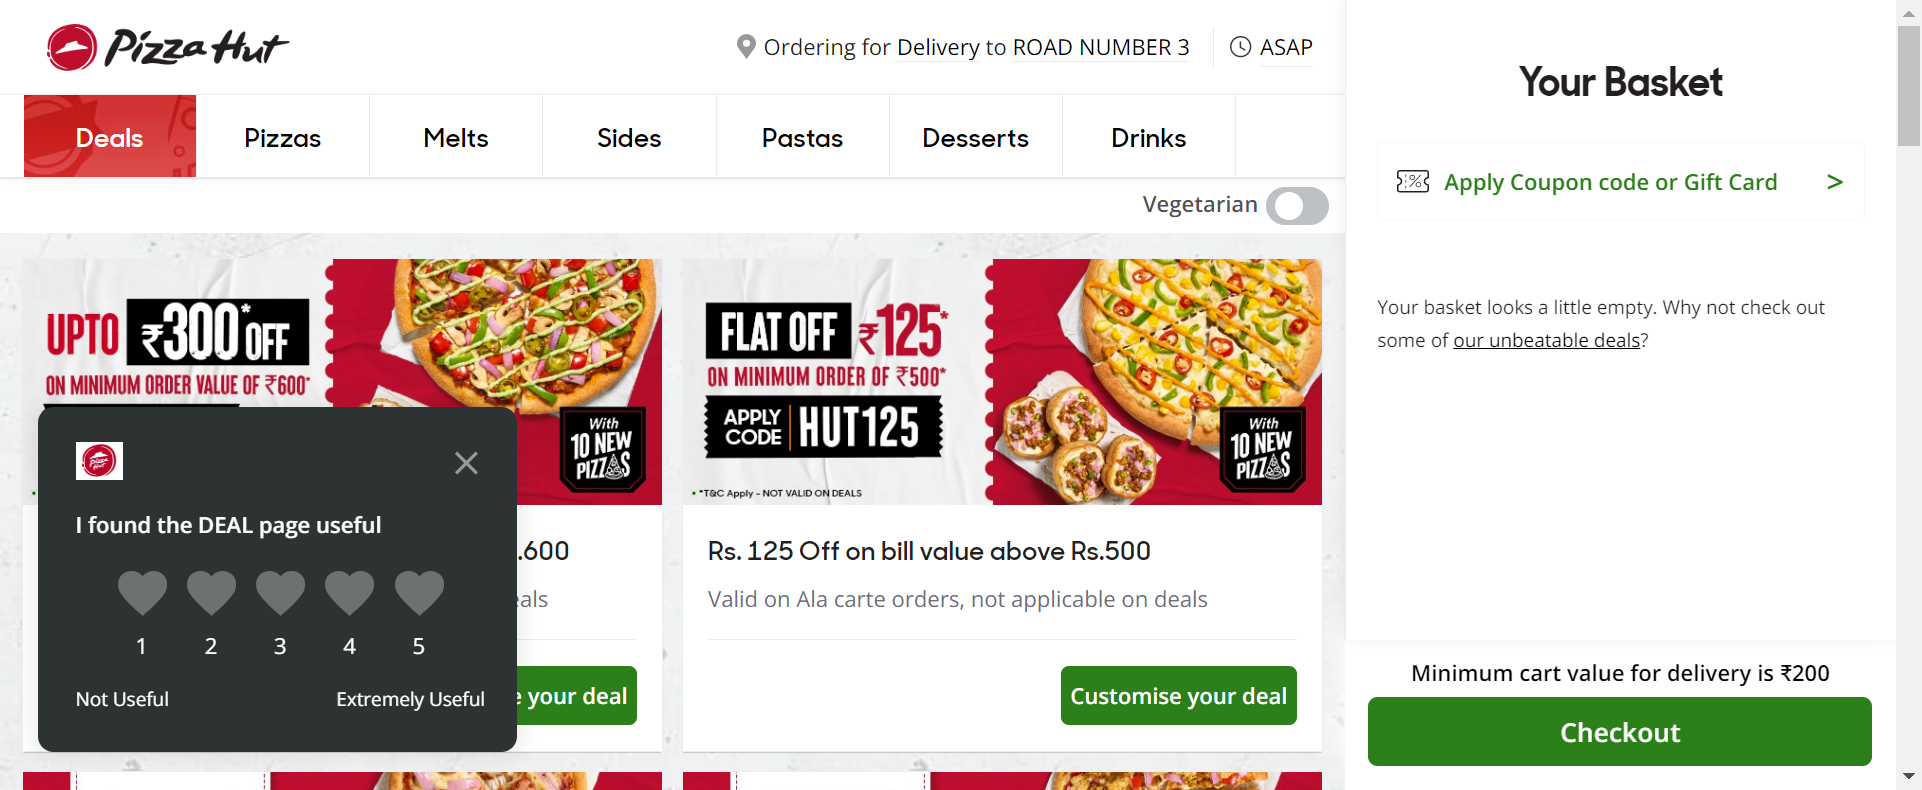 Pizza Hut
Ordering for Delivery to ROAD NUMBER 3
ASAP
Deals
Pizzas
Melts
Sides
Pastas
Desserts
Drinks
Vegetarian
UPTO ₹300* OFF
ON MINIMUM ORDER VALUE OF ₹600*
With
10 NEW
PIZZAS
FLAT OFF ₹125*
ON MINIMUM ORDER OF ₹500*
APPLY
CODE
HUT125
*T&C Apply - NOT VALID ON DEALS
With
10 NEW
PIZZAS
.600
als
e your deal
Rs. 125 Off on bill value above Rs.500
Valid on Ala carte orders, not applicable on deals
Customise your deal
Pizza Hut
I found the DEAL page useful
1 2 3 4 5
Not Useful
Extremely Useful
Your Basket
Apply Coupon code or Gift Card >
Your basket looks a little empty. Why not check out
some of our unbeatable deals?
Minimum cart value for delivery is ₹200
Checkout